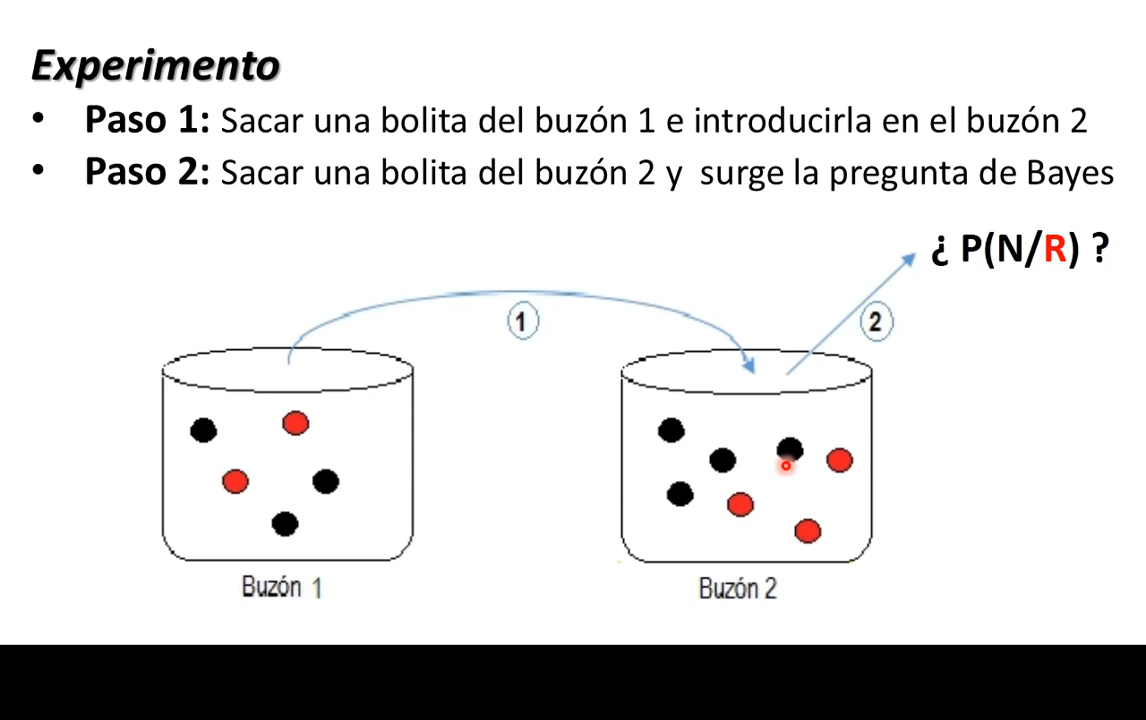 Experimento
• Paso 1: Sacar una bolita del buzón 1 e introducirla en el buzón 2
• Paso 2: Sacar una bolita del buzón 2 y surge la pregunta de Bayes
¿ P(N/R) ?
1
2
Buzón 1
Buzón 2